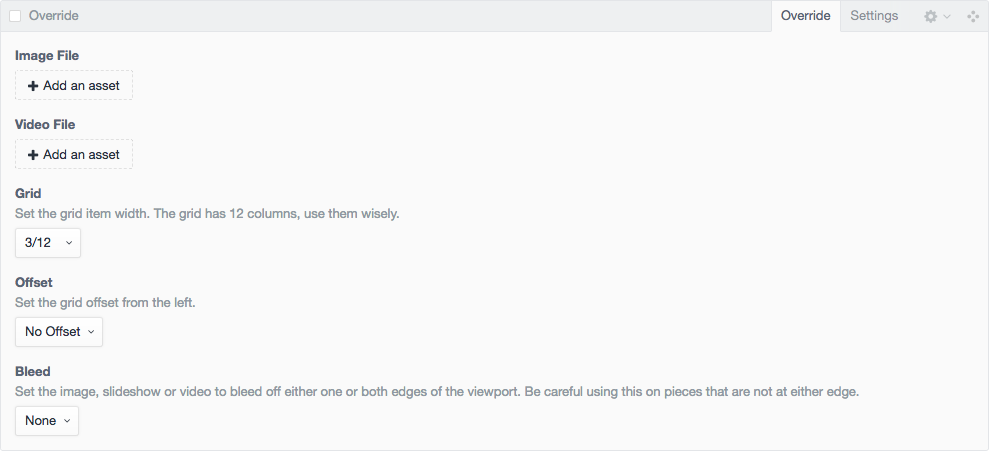 Override Override Settings
Image File
Add an asset
Video File
Add an asset
Grid
Set the grid item width. The grid has 12 columns, use them wisely.
3/12
Offset
Set the grid offset from the left.
No Offset
Bleed
Set the image, slideshow or video to bleed off either one or both edges of the viewport. Be careful using this on pieces that are not at either edge.
None